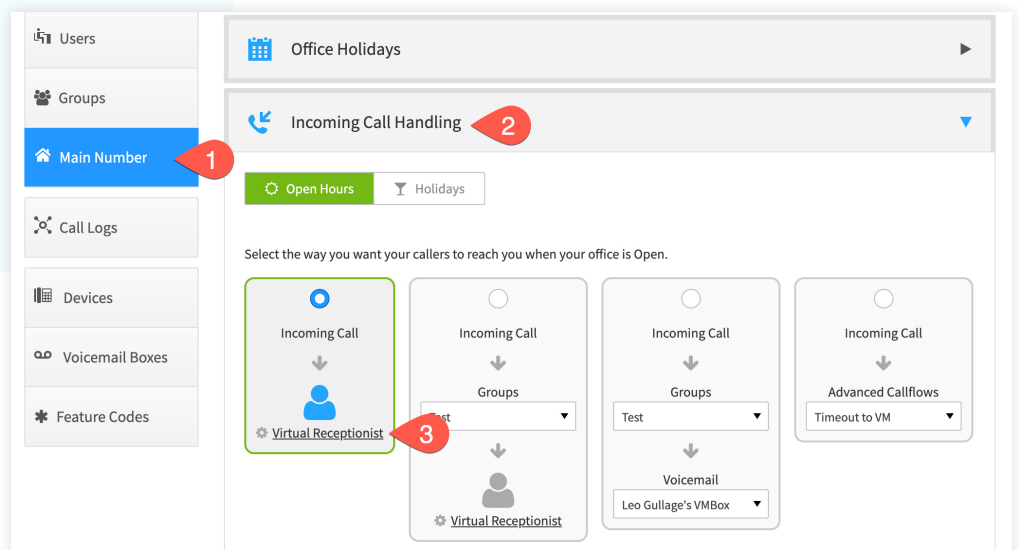 Users
Groups
Main Number
1
Call Logs
Devices
Voicemail Boxes
Feature Codes
Office Holidays
Incoming Call Handling
2
Open Hours
Holidays
Select the way you want your callers to reach you when your office is Open.
Incoming Call
Virtual Receptionist
3
Incoming Call
Groups
Test
Virtual Receptionist
Incoming Call
Groups
Test
Voicemail
Leo Gullage's VMBox
Incoming Call
Advanced Callflows
Timeout to VM